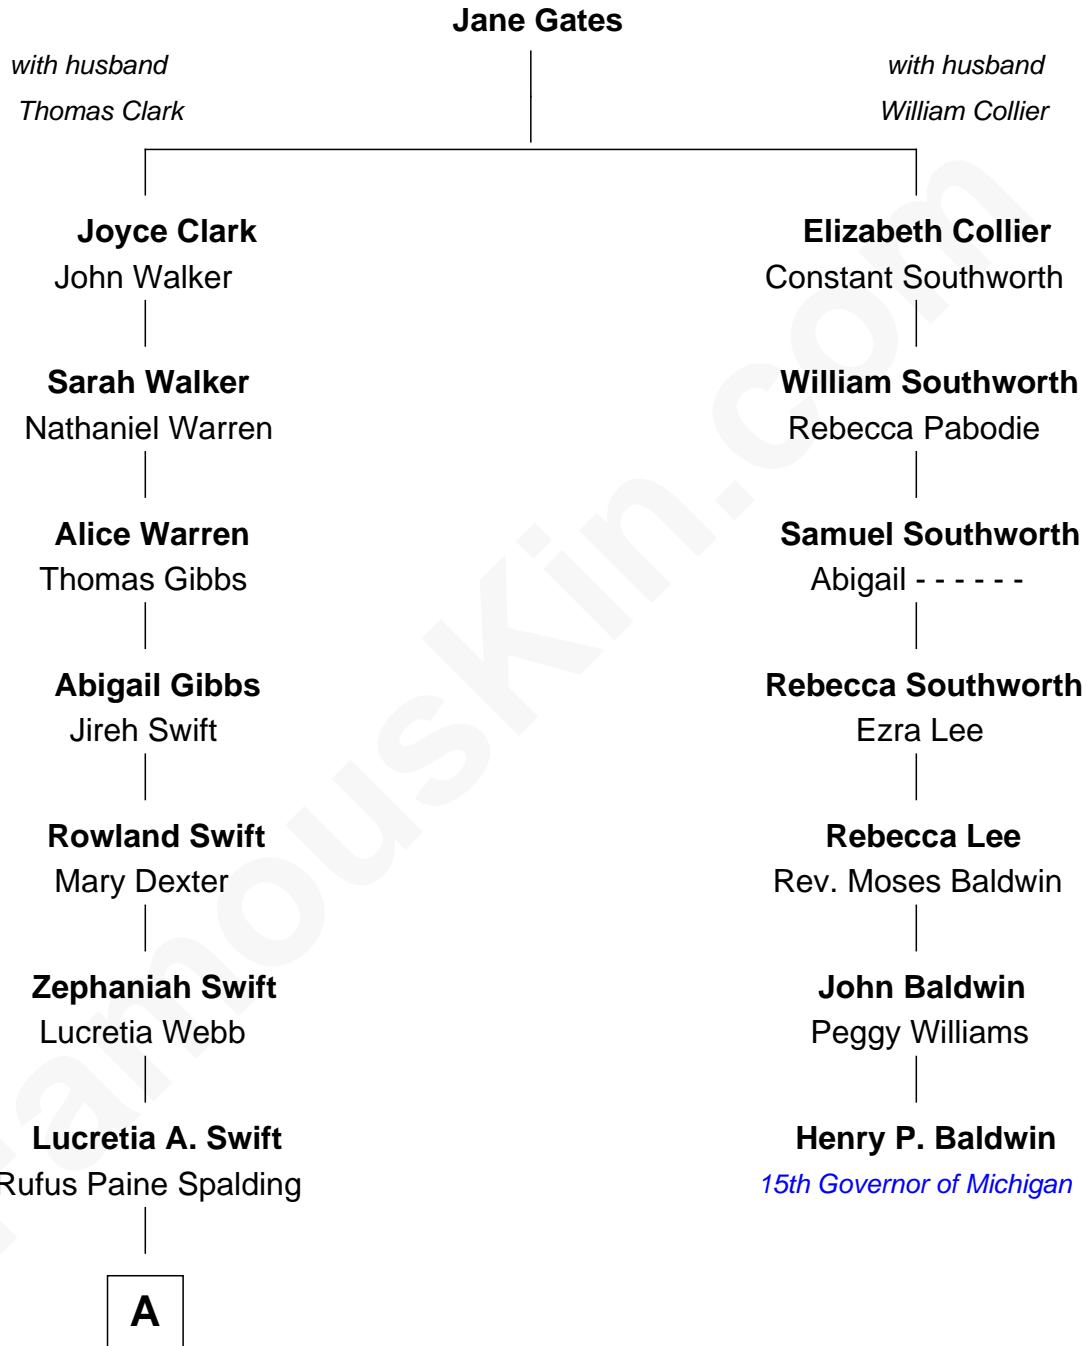 Jane Gates
with husband
Thomas Clark
with husband
William Collier
Joyce Clark
John Walker
Elizabeth Collier
Constant Southworth
Sarah Walker
Nathaniel Warren
William Southworth
Rebecca Pabodie
Alice Warren
Thomas Gibbs
Samuel Southworth
Abigail - - - - - -
Abigail Gibbs
Jireh Swift
Rebecca Southworth
Ezra Lee
Rowland Swift
Mary Dexter
Rebecca Lee
Rev. Moses Baldwin
Zephaniah Swift
Lucretia Webb
John Baldwin
Peggy Williams
Lucretia A. Swift
Rufus Paine Spalding
Henry P. Baldwin
15th Governor of Michigan
A
FamousKin.com